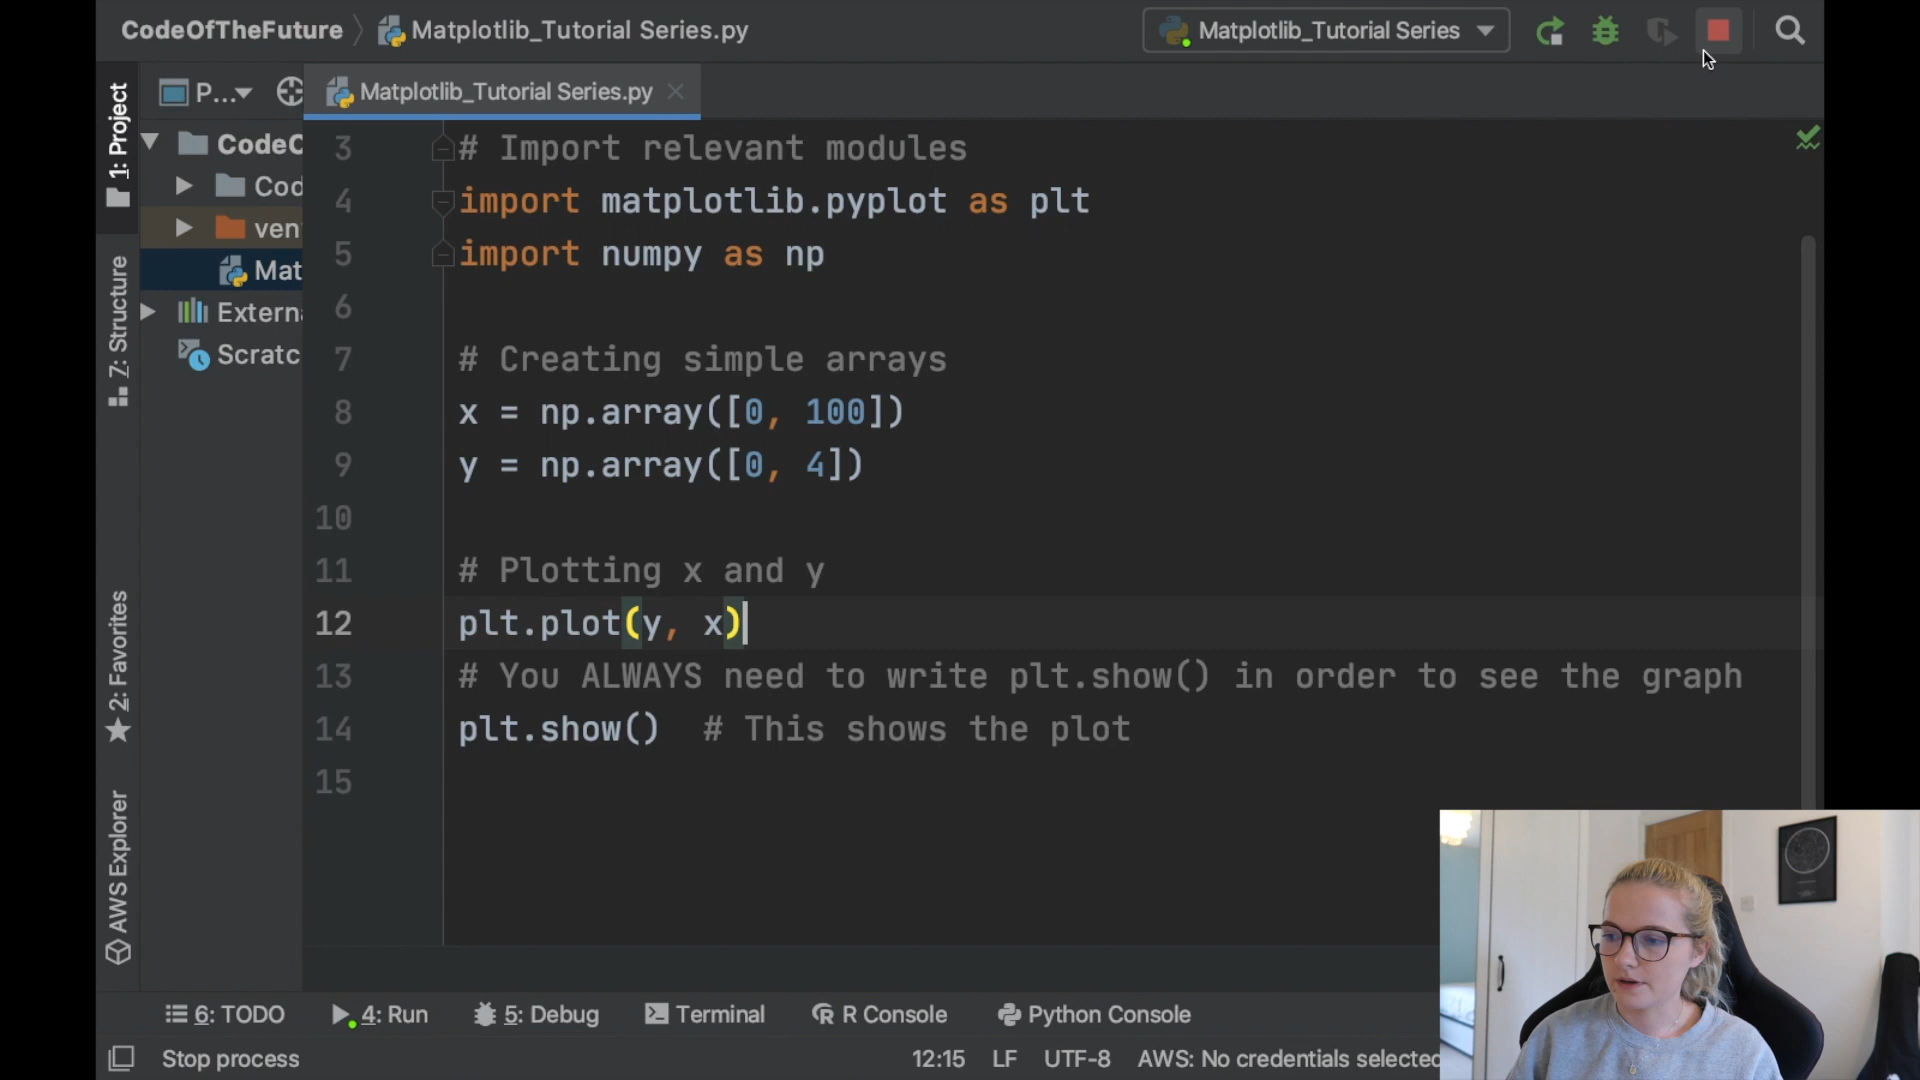 CodeOfTheFuture
Matplotlib_Tutorial Series.py
Matplotlib_Tutorial Series
1: Project
P...
Matplotlib_Tutorial Series.py
CodeC
Cod
ven
Mat
Extern
Scratc
Z: Structure
2: Favorites
AWS Explorer
3 # Import relevant modules
4 import matplotlib.pyplot as plt
5 import numpy as np
6
7 # Creating simple arrays
8 x = np.array([0, 100])
9 y = np.array([0, 4])
10
11 # Plotting x and y
12 plt.plot(y, x)
13 # You ALWAYS need to write plt.show() in order to see the graph
14 plt.show()  # This shows the plot
15
6: TODO 4: Run 5: Debug Terminal R Console Python Console
Stop process 12:15 LF UTF-8 AWS: No credentials selected